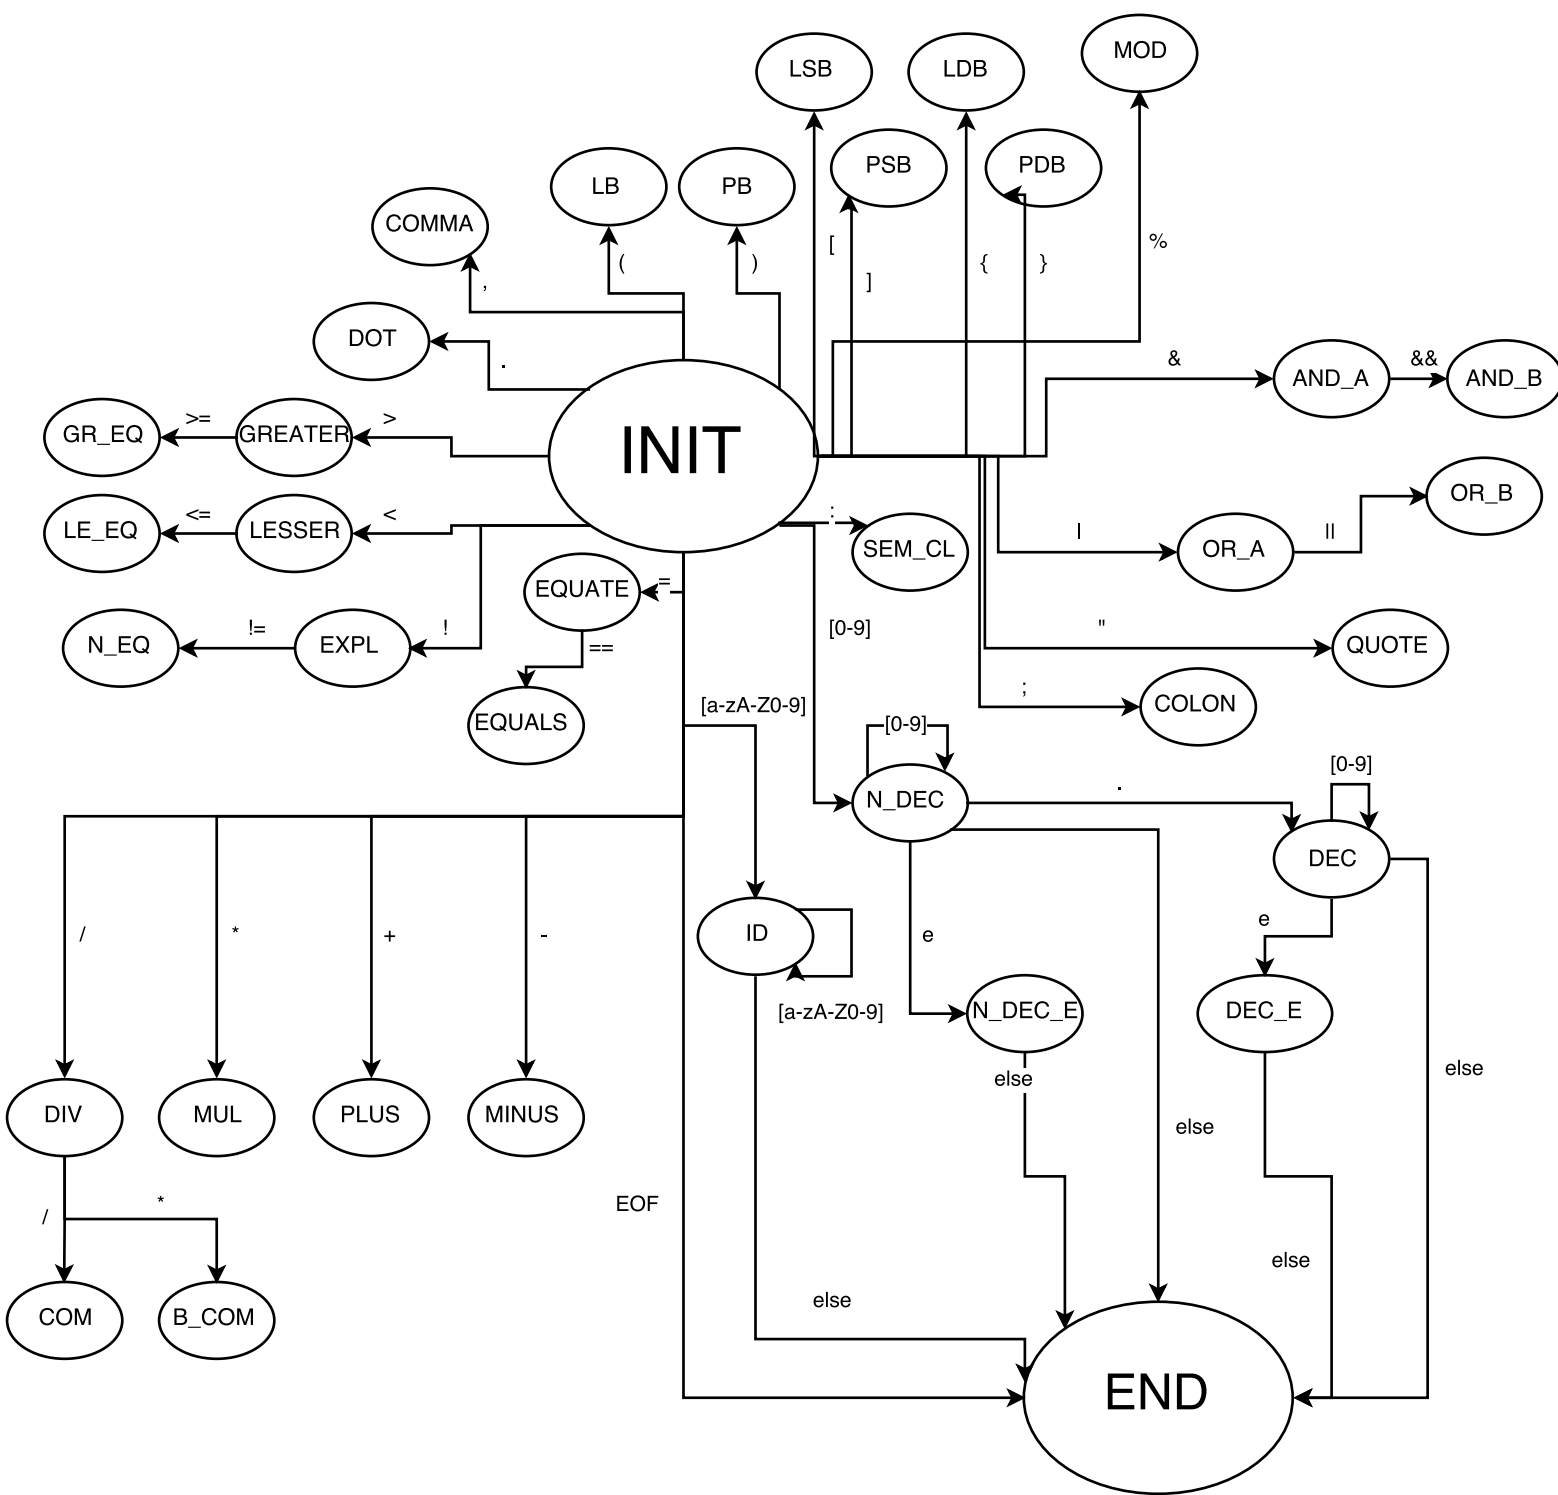 MOD
LSB
LDB
PSB
PDB
LB
PB
COMMA
[
%
(
)
{
}
]
,
DOT
.
&
&&
AND_A
AND_B
>=
>
GR_EQ
GREATER
INIT
OR_B
<=
<
:
LE_EQ
LESSER
SEM_CL
|
||
OR_A
=
EQUATE
!=
!
[0-9]
"
N_EQ
EXPL
==
QUOTE
;
COLON
[a-zA-Z0-9]
EQUALS
[0-9]
[0-9]
.
N_DEC
DEC
e
/
*
+
-
ID
e
[a-zA-Z0-9]
N_DEC_E
DEC_E
else
else
DIV
MUL
PLUS
MINUS
else
*
EOF
/
else
else
COM
B_COM
END